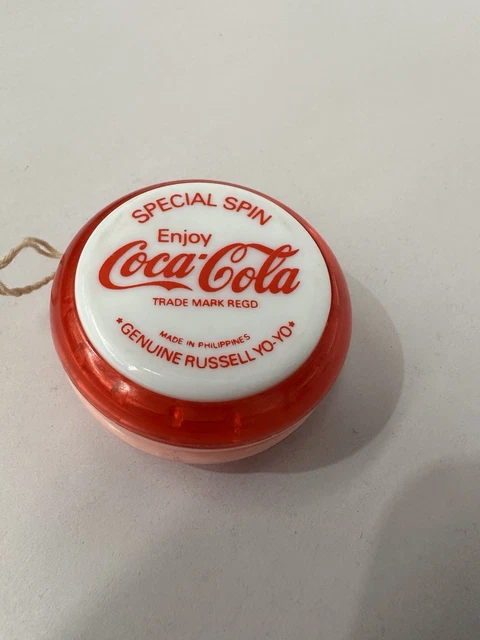 SPECIAL SPIN
Enjoy
Coca-Cola
TRADE MARK REGD
MADE IN PHILIPPINES
*GENUINE RUSSELL YO-YO*